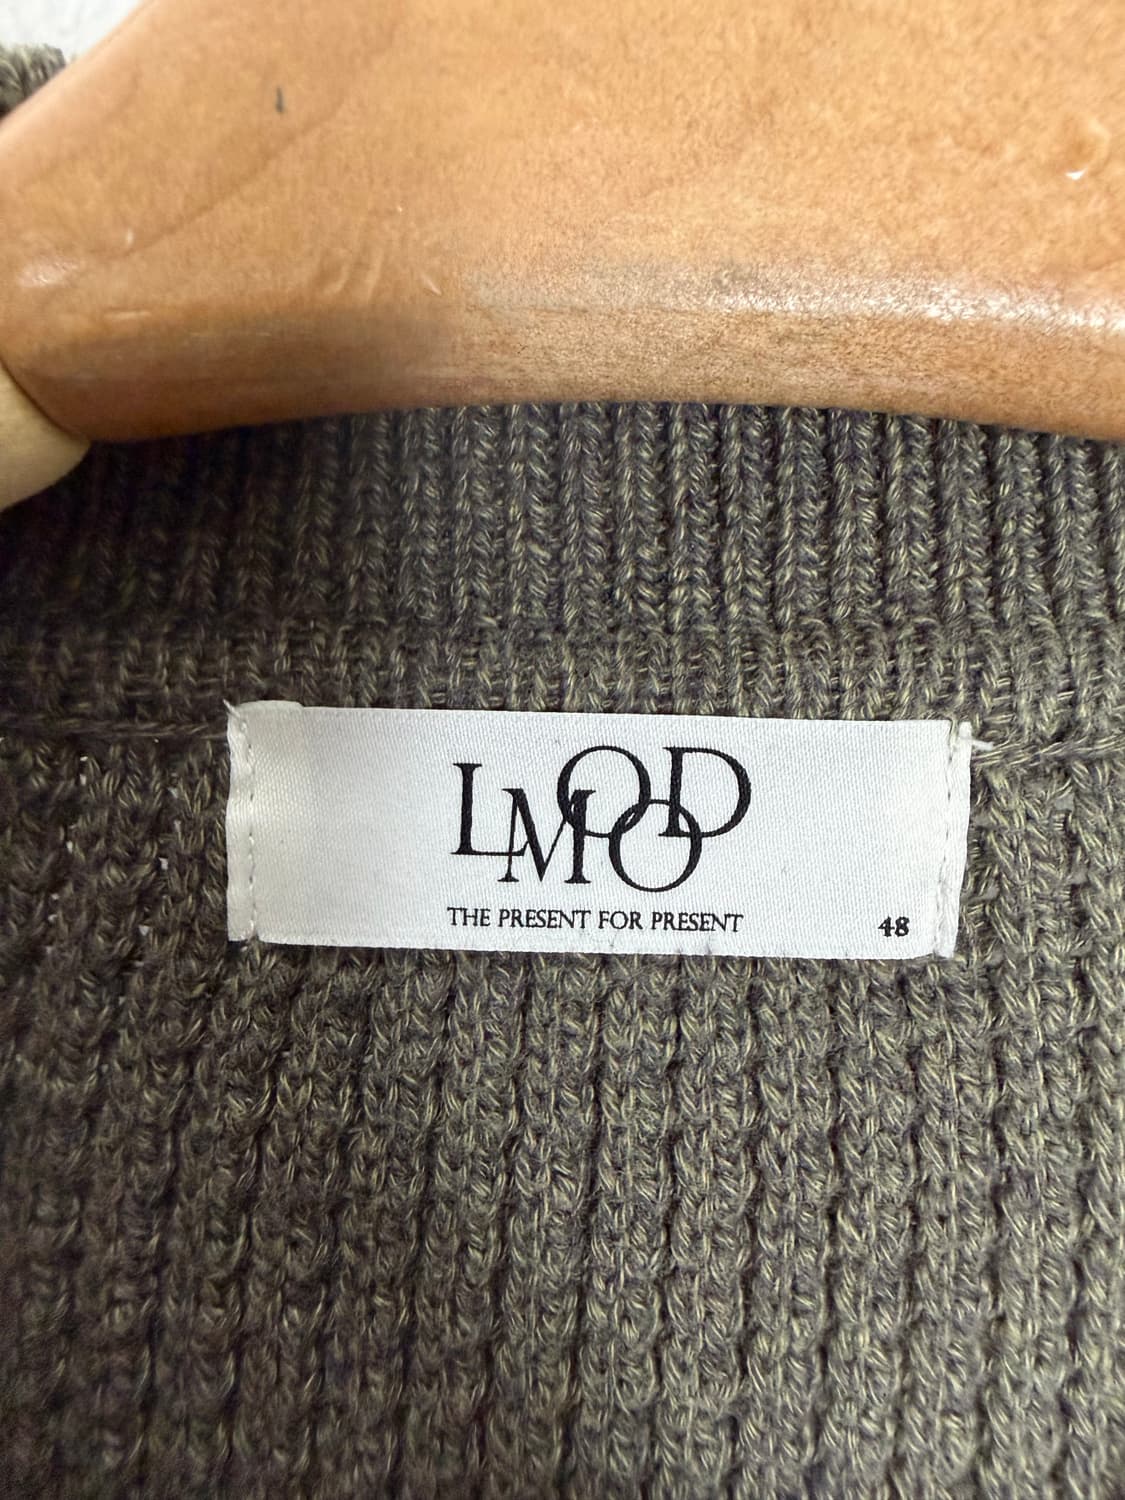 LMOOD
THE PRESENT FOR PRESENT
48